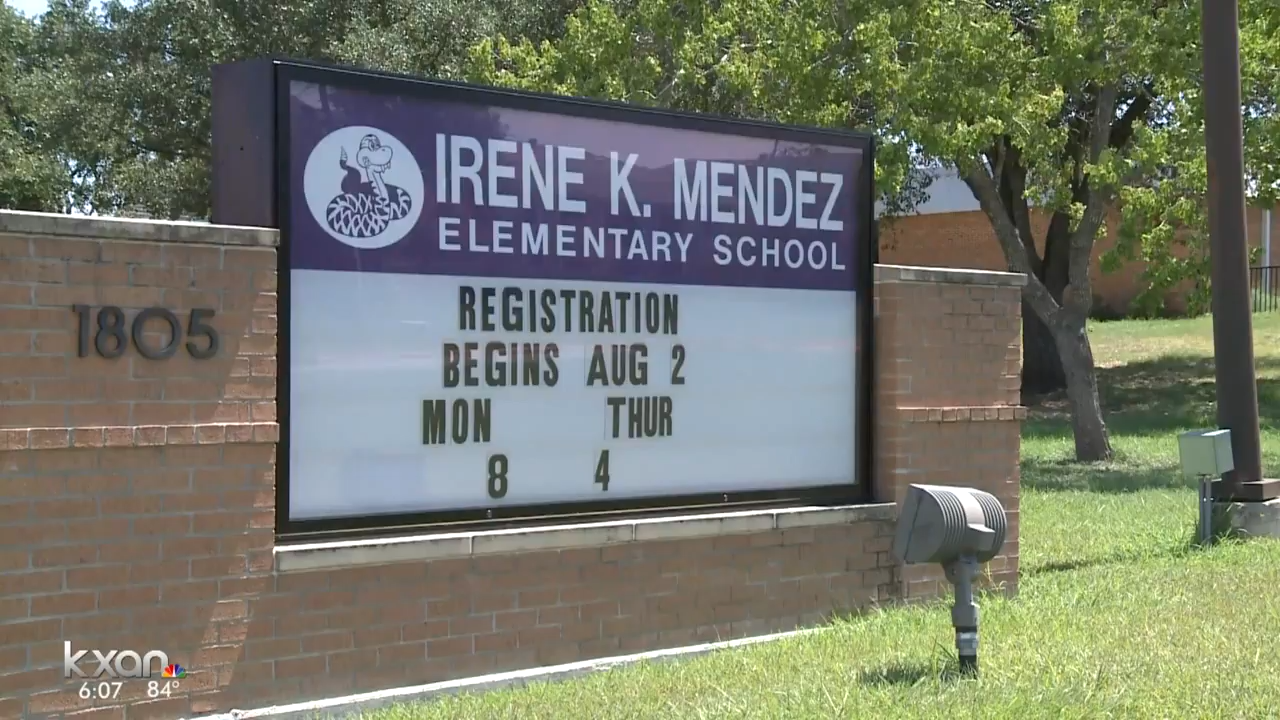 IRENE K. MENDEZ
ELEMENTARY SCHOOL
1805
REGISTRATION
BEGINS AUG 2
MON THUR
8 4
kxan
6:07 84°